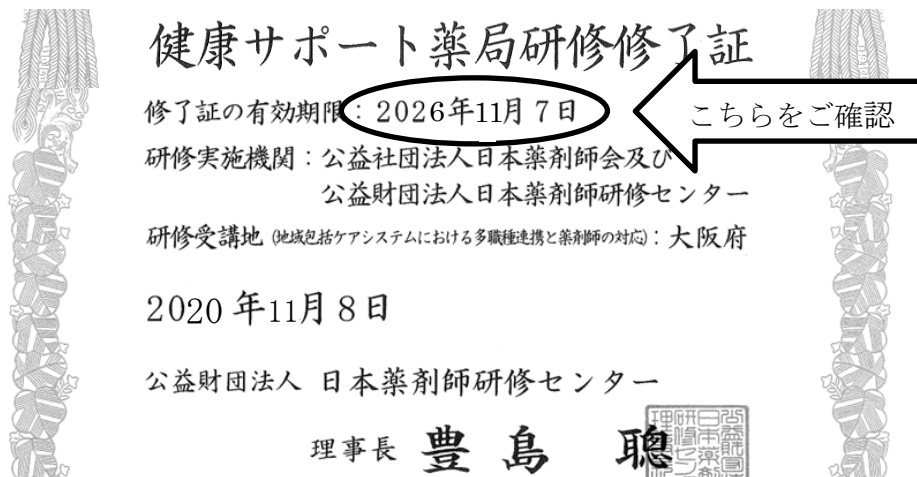 健康サポート薬局研修修了証
修了証の有効期限：2026年11月7日
こちらをご確認
研修実施機関：公益社団法人日本薬剤師会及び
公益財団法人日本薬剤師研修センター
研修受講地（地域包括ケアシステムにおける多職種連携と薬剤師の対応）：大阪府
2020年11月8日
公益財団法人 日本薬剤師研修センター
理事長 豊島 聰